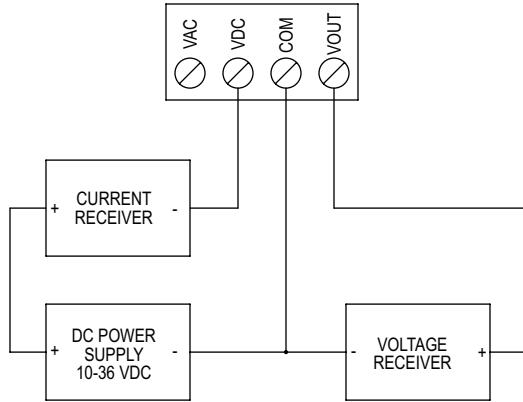 VAC
VDC
COM
VOUT
+
CURRENT
RECEIVER
-
+
DC POWER
SUPPLY
10-36 VDC
-
-
VOLTAGE
RECEIVER
+